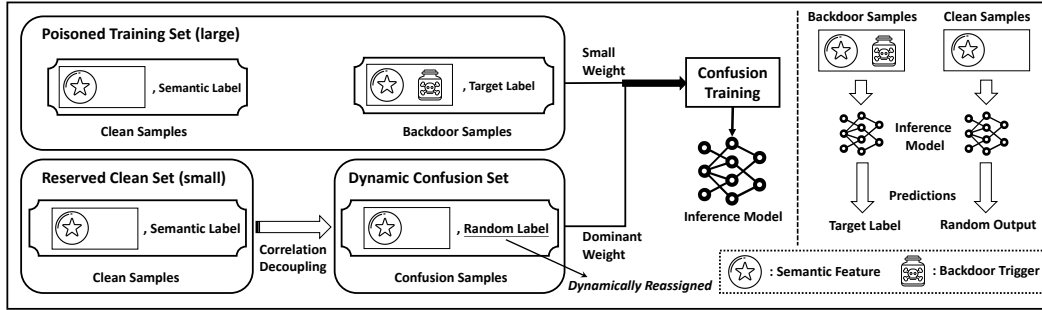 Poisoned Training Set (large)
, Semantic Label
Clean Samples
, Target Label
Backdoor Samples
Reserved Clean Set (small)
, Semantic Label
Clean Samples
Correlation
Decoupling
Dynamic Confusion Set
, Random Label
Confusion Samples
Dynamically Reassigned
Small
Weight
Dominant
Weight
Confusion
Training
Inference Model
Backdoor Samples
Clean Samples
Inference
Model
Predictions
Target Label
Random Output
: Semantic Feature
: Backdoor Trigger